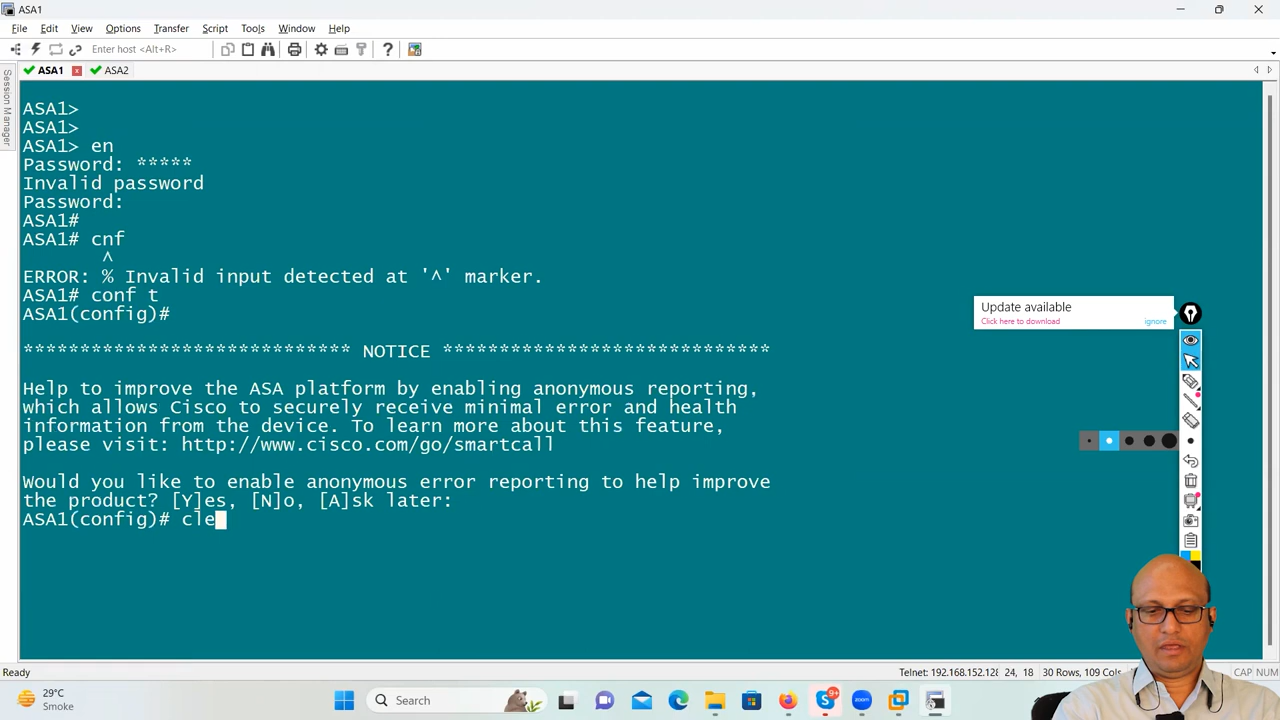 ASA1
File Edit View Options Transfer Script Tools Window Help
Enter host <Alt+R>
Session Manager
ASA1 ASA2
ASA1>
ASA1>
ASA1> en
Password: *****
Invalid password
Password:
ASA1#
ASA1# cnf
^
ERROR: % Invalid input detected at '^' marker.
ASA1# conf t
ASA1(config)#
***************************** NOTICE *****************************
Help to improve the ASA platform by enabling anonymous reporting,
which allows Cisco to securely receive minimal error and health
information from the device. To learn more about this feature,
please visit: http://www.cisco.com/go/smartcall
Would you like to enable anonymous error reporting to help improve
the product? [Y]es, [N]o, [A]sk later:
ASA1(config)# cle
Update available
Click here to download ignore
Ready Telnet: 192.168.152.128 24, 18 30 Rows, 109 Cols CAP NUM
29°C
Smoke
Search
9+
zoom